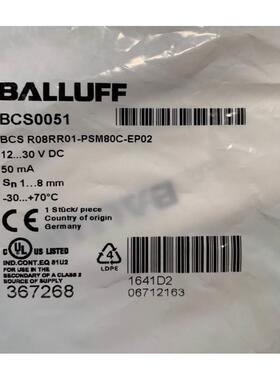 BALLUFF
BCS0051
BCS R08RR01-PSM80C-EP02
12...30 V DC
50 mA
Sn 1...8 mm
-30...+70°C
CE
1 Stück/ piece
Country of origin
Germany
UL US LISTED
IND.CONT.EQ 81U2
FOR USE IN THE
SECONDARY OF A CLASS 2
SOURCE OF SUPPLY
4
LDPE
367268
1641D2
06712163